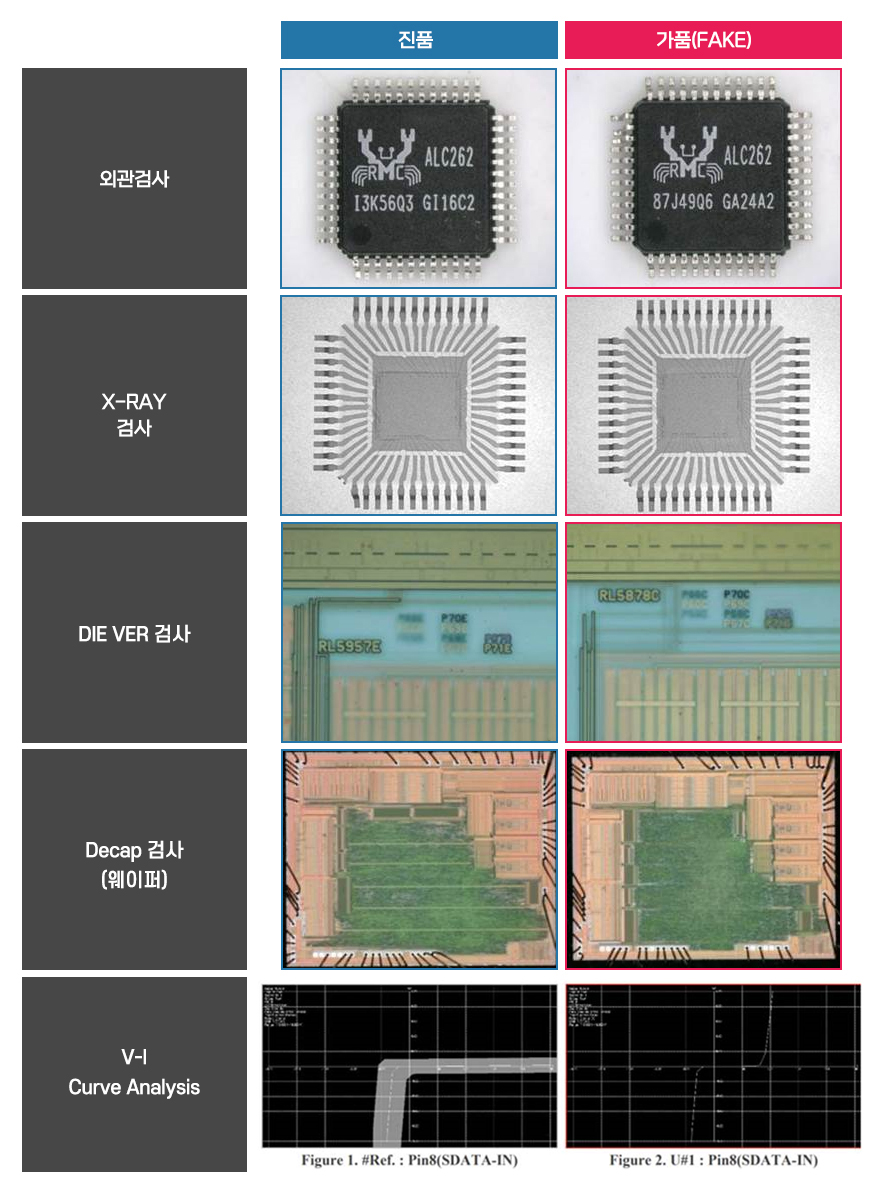 진품
가품(FAKE)
외관검사
RMC
ALC262
I3K56Q3 GI16C2
RMC
ALC262
87J49Q6 GA24A2
X-RAY
검사
DIE VER 검사
P70E
RL5957E
P71E
RL5878C
P70C
Decap 검사
(웨이퍼)
V-I
Curve Analysis
Figure 1. #Ref. : Pin8(SDATA-IN)
Figure 2. U#1 : Pin8(SDATA-IN)